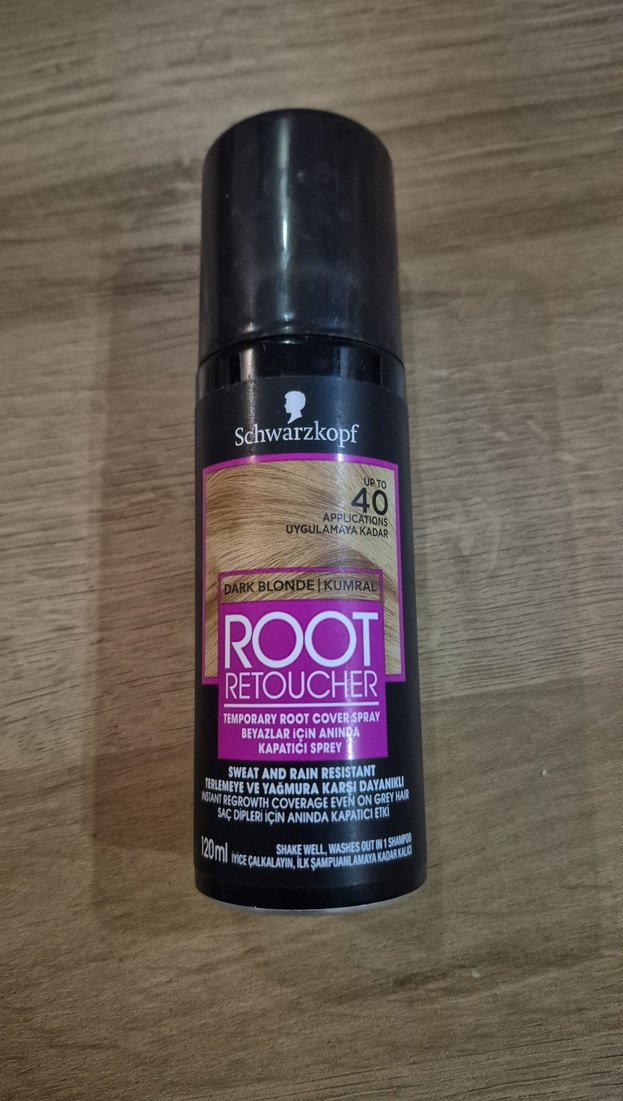 Schwarzkopf
UP TO
40
APPLICATIONS
UYGULAMAYA KADAR
DARK BLONDE | KUMRAL
ROOT
RETOUCHER
TEMPORARY ROOT COVER SPRAY
BEYAZLAR İÇİN ANINDA
KAPATICI SPREY
SWEAT AND RAIN RESISTANT
TERLEMEYE VE YAĞMURA KARŞI DAYANIKLI
INSTANT REGROWTH COVERAGE EVEN ON GREY HAIR
SAÇ DİPLERİ İÇİN ANINDA KAPATICI ETKİ
120ml
SHAKE WELL, WASHES OUT IN 1 SHAMPOO
İYİCE ÇALKALAYIN, İLK ŞAMPUANLAMAYA KADAR KALICI